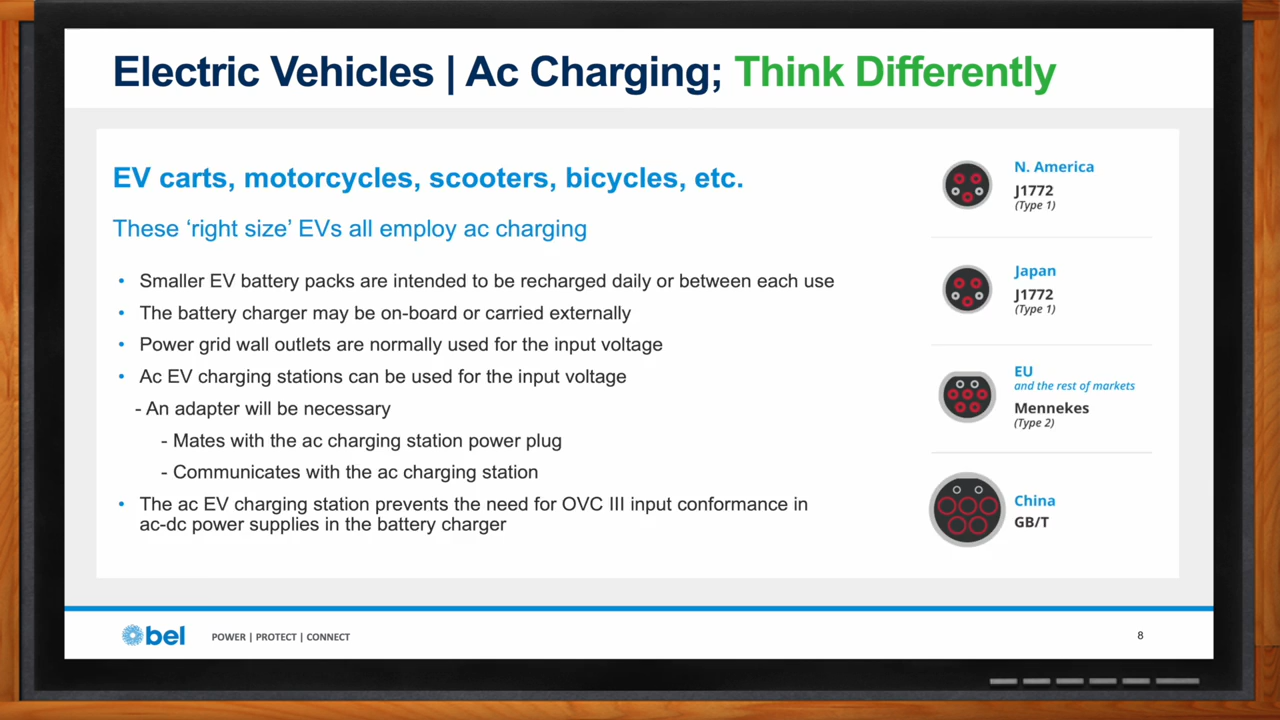 Electric Vehicles | Ac Charging; Think Differently
EV carts, motorcycles, scooters, bicycles, etc.
These ‘right size’ EVs all employ ac charging
• Smaller EV battery packs are intended to be recharged daily or between each use
• The battery charger may be on-board or carried externally
• Power grid wall outlets are normally used for the input voltage
• Ac EV charging stations can be used for the input voltage
- An adapter will be necessary
- Mates with the ac charging station power plug
- Communicates with the ac charging station
• The ac EV charging station prevents the need for OVC III input conformance in
ac-dc power supplies in the battery charger
N. America
J1772
(Type 1)
Japan
J1772
(Type 1)
EU
and the rest of markets
Mennekes
(Type 2)
China
GB/T
bel
POWER | PROTECT | CONNECT
8